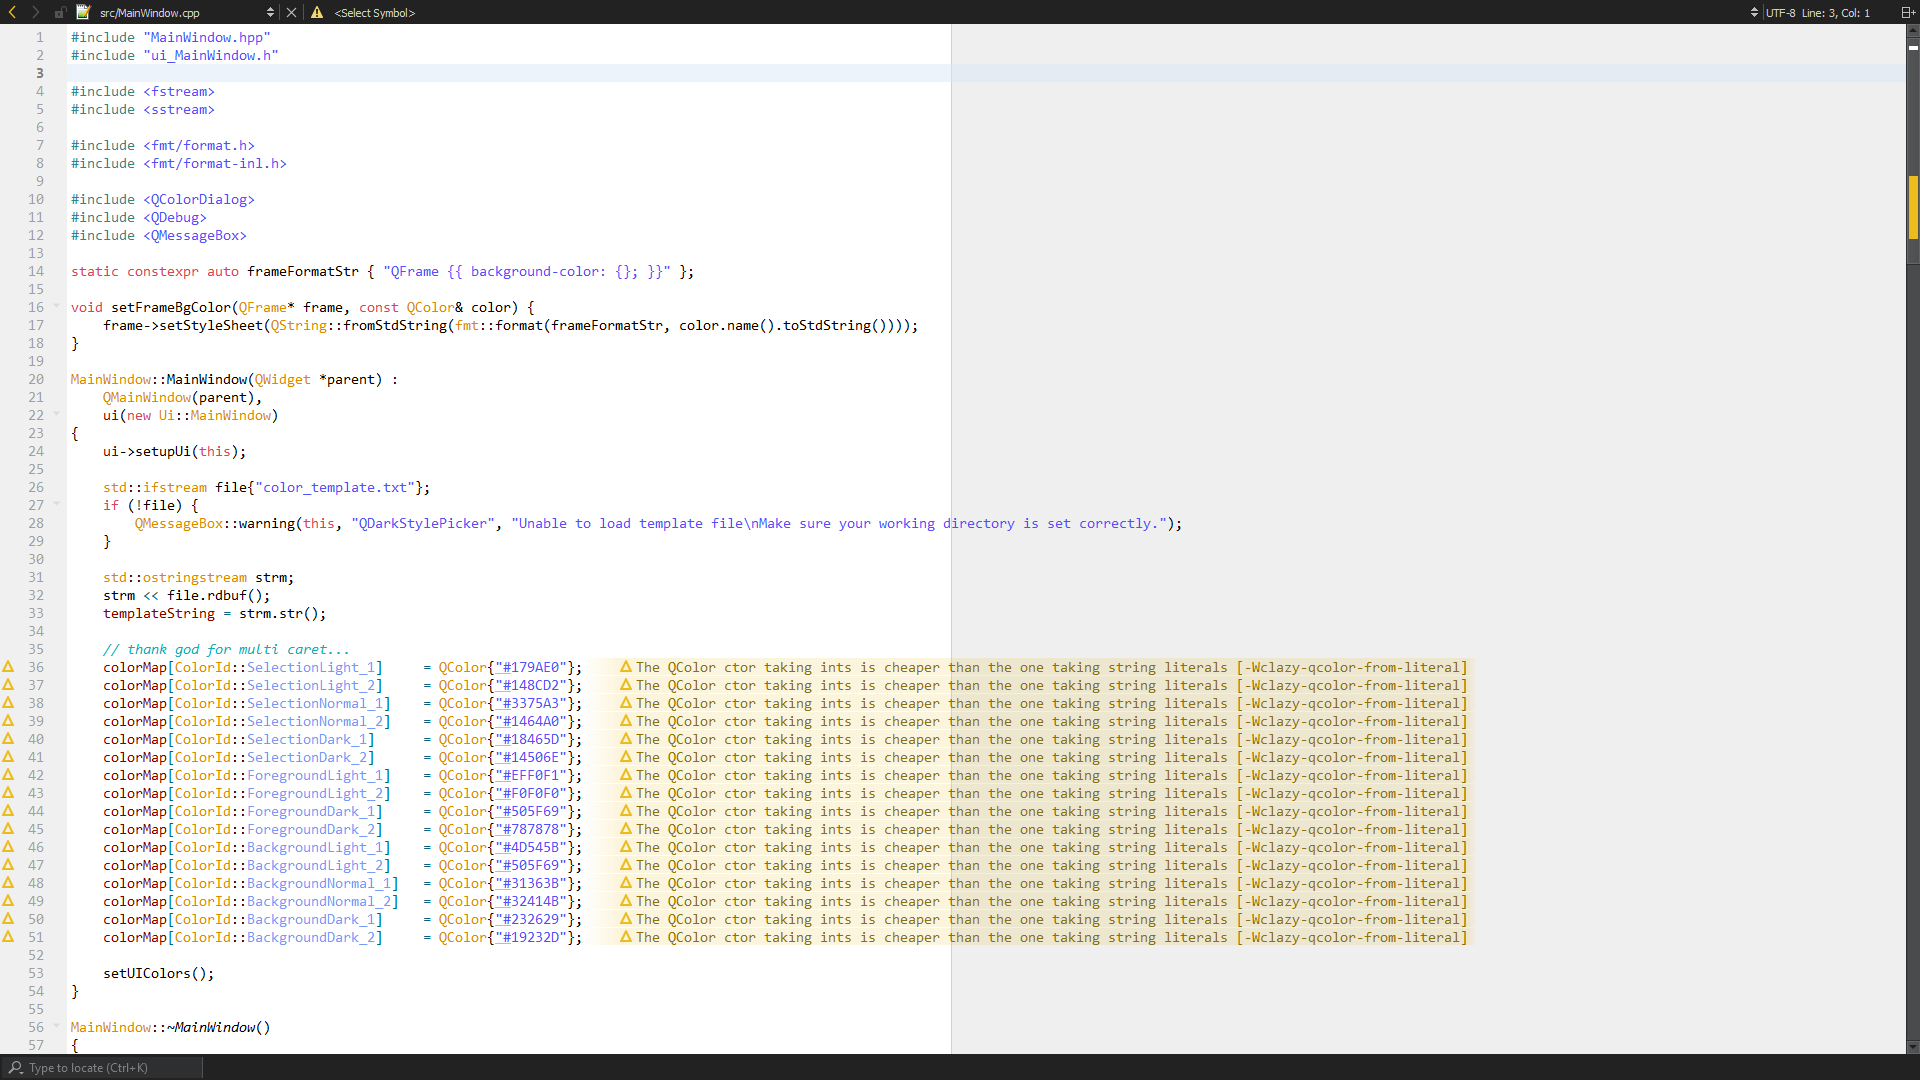 src/MainWindow.cpp <Select Symbol> UTF-8 Line: 3, Col: 1
1 #include "MainWindow.hpp"
2 #include "ui_MainWindow.h"
3
4 #include <fstream>
5 #include <sstream>
6
7 #include <fmt/format.h>
8 #include <fmt/format-inl.h>
9
10 #include <QColorDialog>
11 #include <QDebug>
12 #include <QMessageBox>
13
14 static constexpr auto frameFormatStr { "QFrame {{ background-color: {}; }}" };
15
16 void setFrameBgColor(QFrame* frame, const QColor& color) {
17     frame->setStyleSheet(QString::fromStdString(fmt::format(frameFormatStr, color.name().toStdString())));
18 }
19
20 MainWindow::MainWindow(QWidget *parent) :
21     QMainWindow(parent),
22     ui(new Ui::MainWindow)
23 {
24     ui->setupUi(this);
25
26     std::ifstream file{"color_template.txt"};
27     if (!file) {
28         QMessageBox::warning(this, "QDarkStylePicker", "Unable to load template file\nMake sure your working directory is set correctly.");
29     }
30
31     std::ostringstream strm;
32     strm << file.rdbuf();
33     templateString = strm.str();
34
35     // thank god for multi caret...
36     colorMap[ColorId::SelectionLight_1]     = QColor{"#179AE0"}; The QColor ctor taking ints is cheaper than the one taking string literals [-Wclazy-qcolor-from-literal]
37     colorMap[ColorId::SelectionLight_2]     = QColor{"#148CD2"}; The QColor ctor taking ints is cheaper than the one taking string literals [-Wclazy-qcolor-from-literal]
38     colorMap[ColorId::SelectionNormal_1]    = QColor{"#3375A3"}; The QColor ctor taking ints is cheaper than the one taking string literals [-Wclazy-qcolor-from-literal]
39     colorMap[ColorId::SelectionNormal_2]    = QColor{"#1464A0"}; The QColor ctor taking ints is cheaper than the one taking string literals [-Wclazy-qcolor-from-literal]
40     colorMap[ColorId::SelectionDark_1]      = QColor{"#18465D"}; The QColor ctor taking ints is cheaper than the one taking string literals [-Wclazy-qcolor-from-literal]
41     colorMap[ColorId::SelectionDark_2]      = QColor{"#14506E"}; The QColor ctor taking ints is cheaper than the one taking string literals [-Wclazy-qcolor-from-literal]
42     colorMap[ColorId::ForegroundLight_1]    = QColor{"#EFF0F1"}; The QColor ctor taking ints is cheaper than the one taking string literals [-Wclazy-qcolor-from-literal]
43     colorMap[ColorId::ForegroundLight_2]    = QColor{"#F0F0F0"}; The QColor ctor taking ints is cheaper than the one taking string literals [-Wclazy-qcolor-from-literal]
44     colorMap[ColorId::ForegroundDark_1]     = QColor{"#505F69"}; The QColor ctor taking ints is cheaper than the one taking string literals [-Wclazy-qcolor-from-literal]
45     colorMap[ColorId::ForegroundDark_2]     = QColor{"#787878"}; The QColor ctor taking ints is cheaper than the one taking string literals [-Wclazy-qcolor-from-literal]
46     colorMap[ColorId::BackgroundLight_1]    = QColor{"#4D545B"}; The QColor ctor taking ints is cheaper than the one taking string literals [-Wclazy-qcolor-from-literal]
47     colorMap[ColorId::BackgroundLight_2]    = QColor{"#505F69"}; The QColor ctor taking ints is cheaper than the one taking string literals [-Wclazy-qcolor-from-literal]
48     colorMap[ColorId::BackgroundNormal_1]   = QColor{"#31363B"}; The QColor ctor taking ints is cheaper than the one taking string literals [-Wclazy-qcolor-from-literal]
49     colorMap[ColorId::BackgroundNormal_2]   = QColor{"#32414B"}; The QColor ctor taking ints is cheaper than the one taking string literals [-Wclazy-qcolor-from-literal]
50     colorMap[ColorId::BackgroundDark_1]     = QColor{"#232629"}; The QColor ctor taking ints is cheaper than the one taking string literals [-Wclazy-qcolor-from-literal]
51     colorMap[ColorId::BackgroundDark_2]     = QColor{"#19232D"}; The QColor ctor taking ints is cheaper than the one taking string literals [-Wclazy-qcolor-from-literal]
52
53     setUIColors();
54 }
55
56 MainWindow::~MainWindow()
57 {
Type to locate (Ctrl+K)